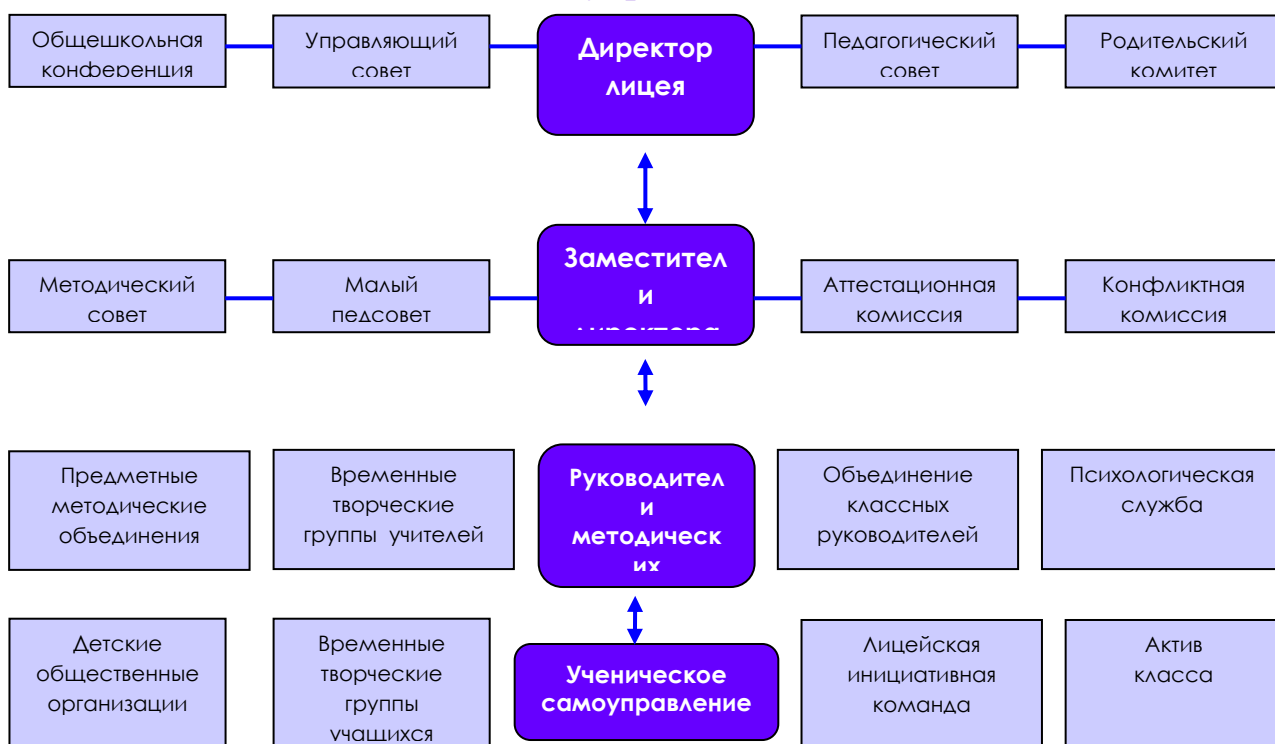 Общешкольная
конференция
Управляющий
совет
Директор
лицея
Педагогический
совет
Родительский
комитет
Методический
совет
Малый
педсовет
Заместител
и
директора
Аттестационная
комиссия
Конфликтная
комиссия
Предметные
методические
объединения
Временные
творческие
группы учителей
Руководител
и
методическ
их
Объединение
классных
руководителей
Психологическая
служба
Детские
общественные
организации
Временные
творческие
группы
учащихся
Ученическое
самоуправление
Лицейская
инициативная
команда
Актив
класса